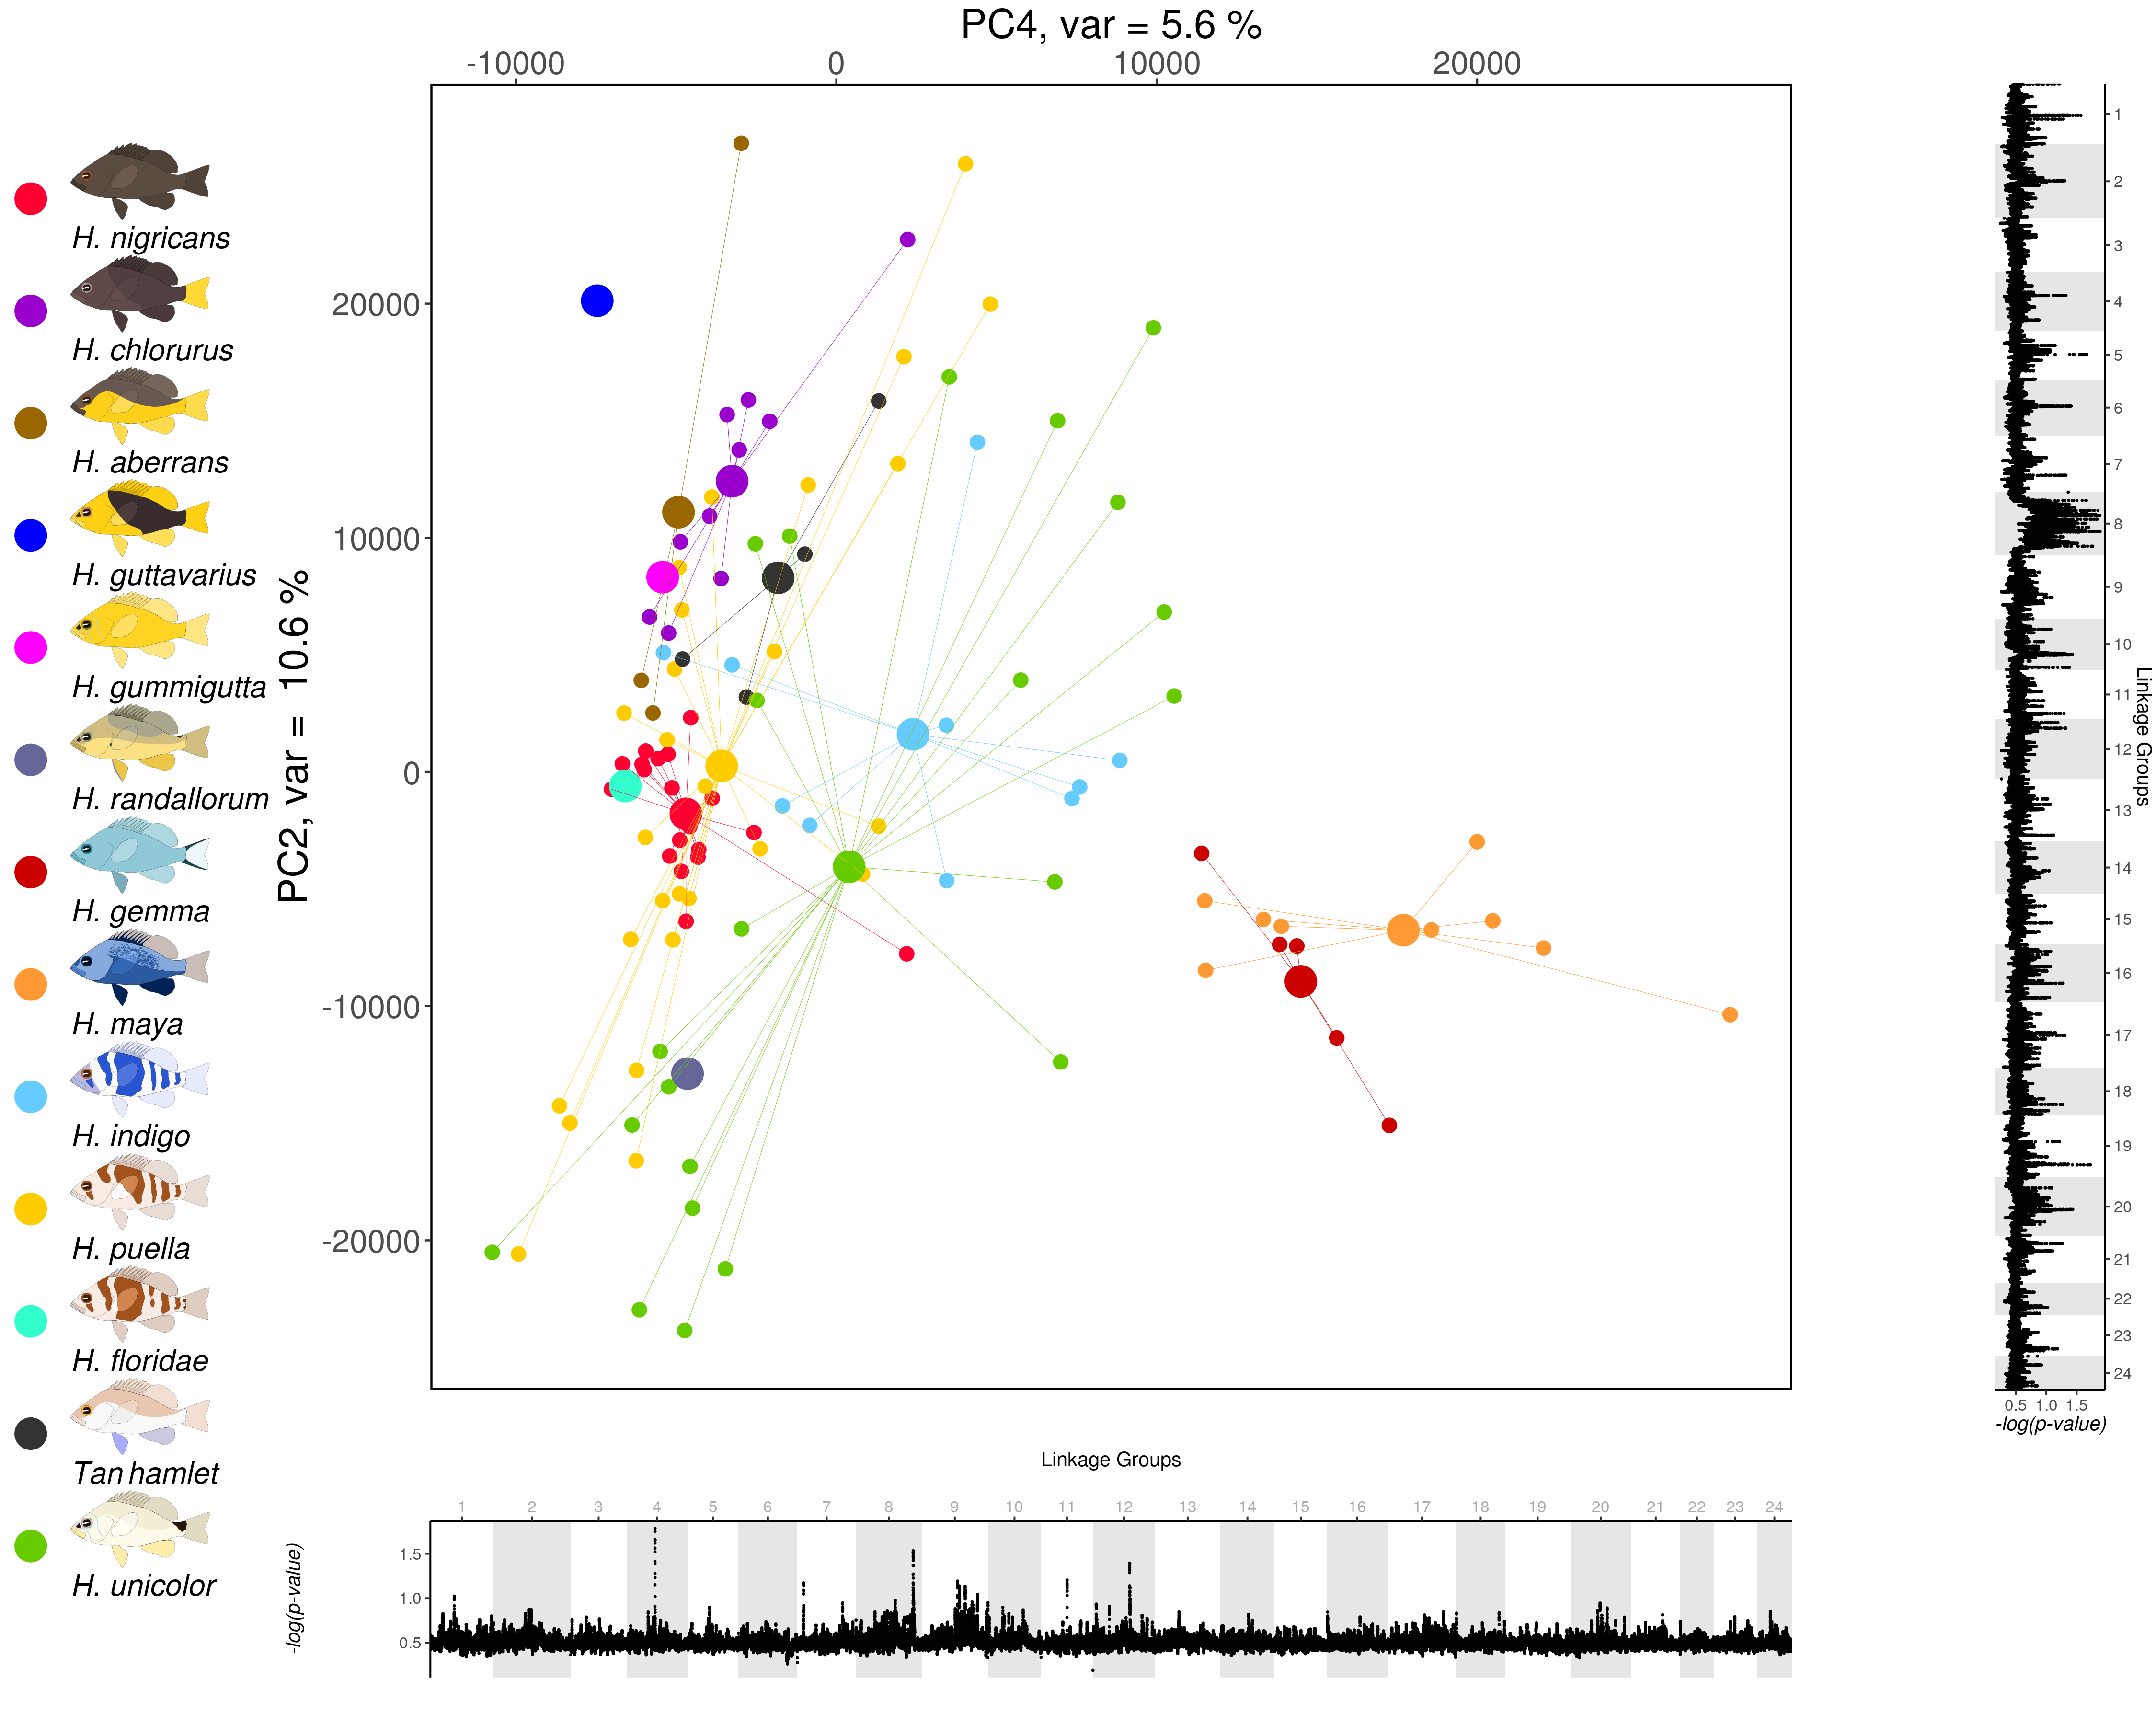 PC4, var = 5.6 %
-10000 0 10000 20000
H. nigricans
H. chlorurus
H. aberrans
H. guttavarius
H. gummigutta
H. randallorum
H. gemma
H. maya
H. indigo
H. puella
H. floridae
Tan hamlet
H. unicolor
PC2, var = 10.6 %
20000
10000
0
-10000
-20000
1
2
3
4
5
6
7
8
9
10
11
12
13
14
15
16
17
18
19
20
21
22
23
24
Linkage Groups
0.5 1.0 1.5
-log(p-value)
Linkage Groups
1 2 3 4 5 6 7 8 9 10 11 12 13 14 15 16 17 18 19 20 21 22 23 24
-log(p-value)
1.5
1.0
0.5